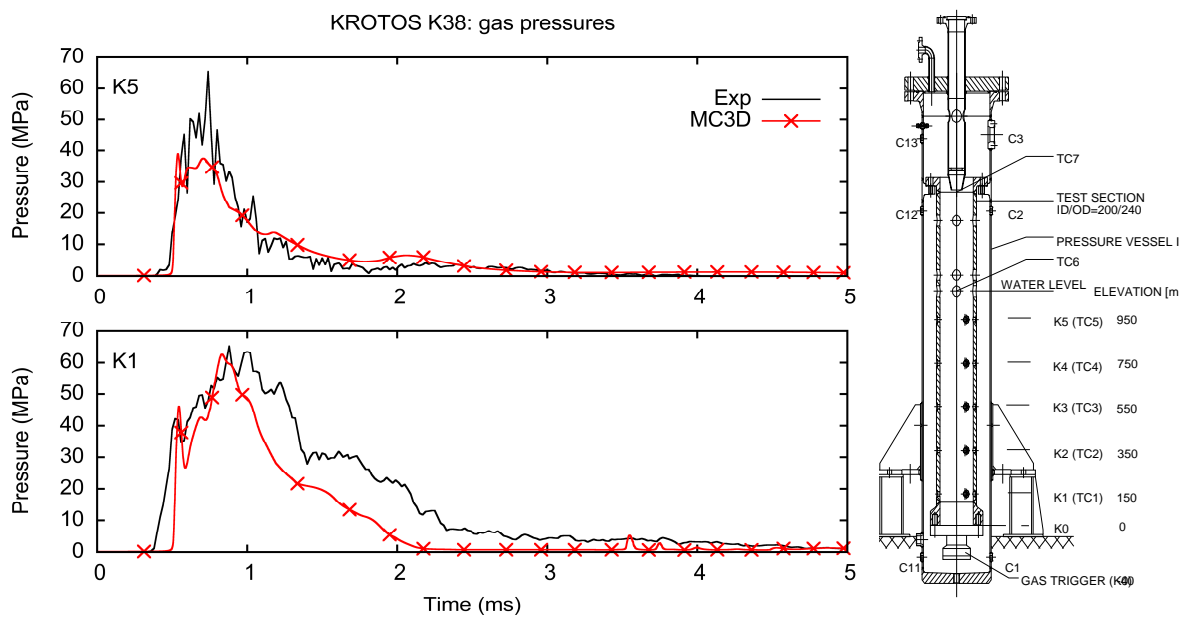 KROTOS K38: gas pressures
Pressure (MPa)
70
60
50
40
30
20
10
0
K5
Exp
MC3D
0 1 2 3 4 5
Pressure (MPa)
70
60
50
40
30
20
10
0
K1
0 1 2 3 4 5
Time (ms)
C13
C3
TC7
TEST SECTION
ID/OD=200/240
C12
C2
PRESSURE VESSEL I
TC6
WATER LEVEL
ELEVATION [m
K5 (TC5) 950
K4 (TC4) 750
K3 (TC3) 550
K2 (TC2) 350
K1 (TC1) 150
K0 0
C11
C1
GAS TRIGGER